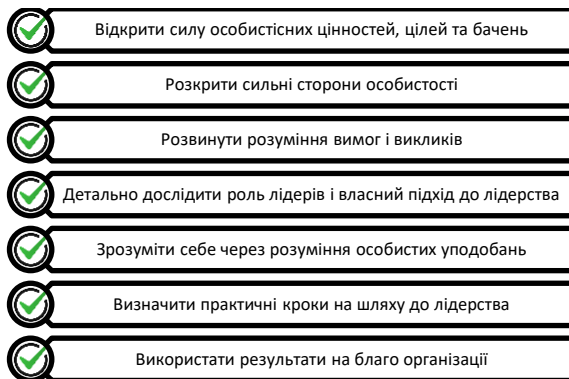 Відкрити силу особистісних цінностей, цілей та бачень
Розкрити сильні сторони особистості
Розвинути розуміння вимог і викликів
Детально дослідити роль лідерів і власний підхід до лідерства
Зрозуміти себе через розуміння особистих уподобань
Визначити практичні кроки на шляху до лідерства
Використати результати на благо організації